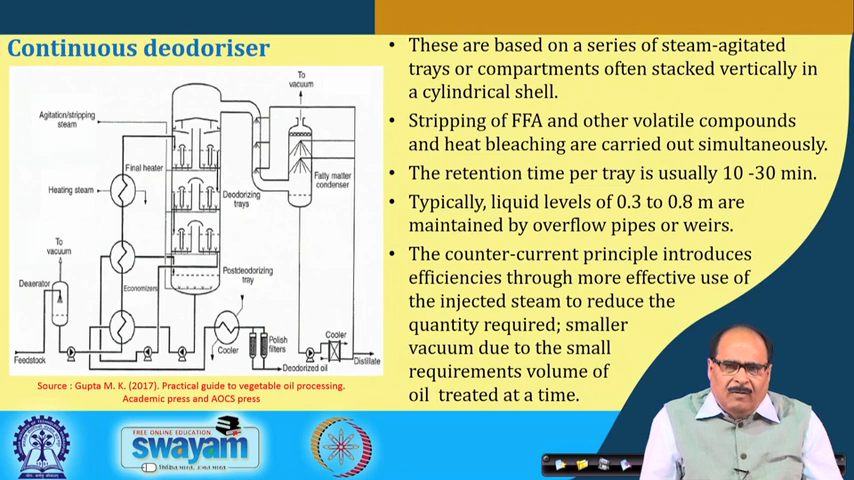 Continuous deodoriser
To
vacuum
Agitation/stripping
steam
Final heater
Fatty matter
condenser
Heating steam
Deodorizing
trays
To
vacuum
Postdeodorizing
tray
Deaerator
Economizers
Cooler
Polish
filters
Cooler
Feedstock
Deodorized oil
Distillate
Source : Gupta M. K. (2017). Practical guide to vegetable oil processing.
Academic press and AOCS press
• These are based on a series of steam-agitated
trays or compartments often stacked vertically in
a cylindrical shell.
• Stripping of FFA and other volatile compounds
and heat bleaching are carried out simultaneously.
• The retention time per tray is usually 10 -30 min.
• Typically, liquid levels of 0.3 to 0.8 m are
maintained by overflow pipes or weirs.
• The counter-current principle introduces
efficiencies through more effective use of
the injected steam to reduce the
quantity required; smaller
vacuum due to the small
requirements volume of
oil treated at a time.
FREE ONLINE EDUCATION
swayam